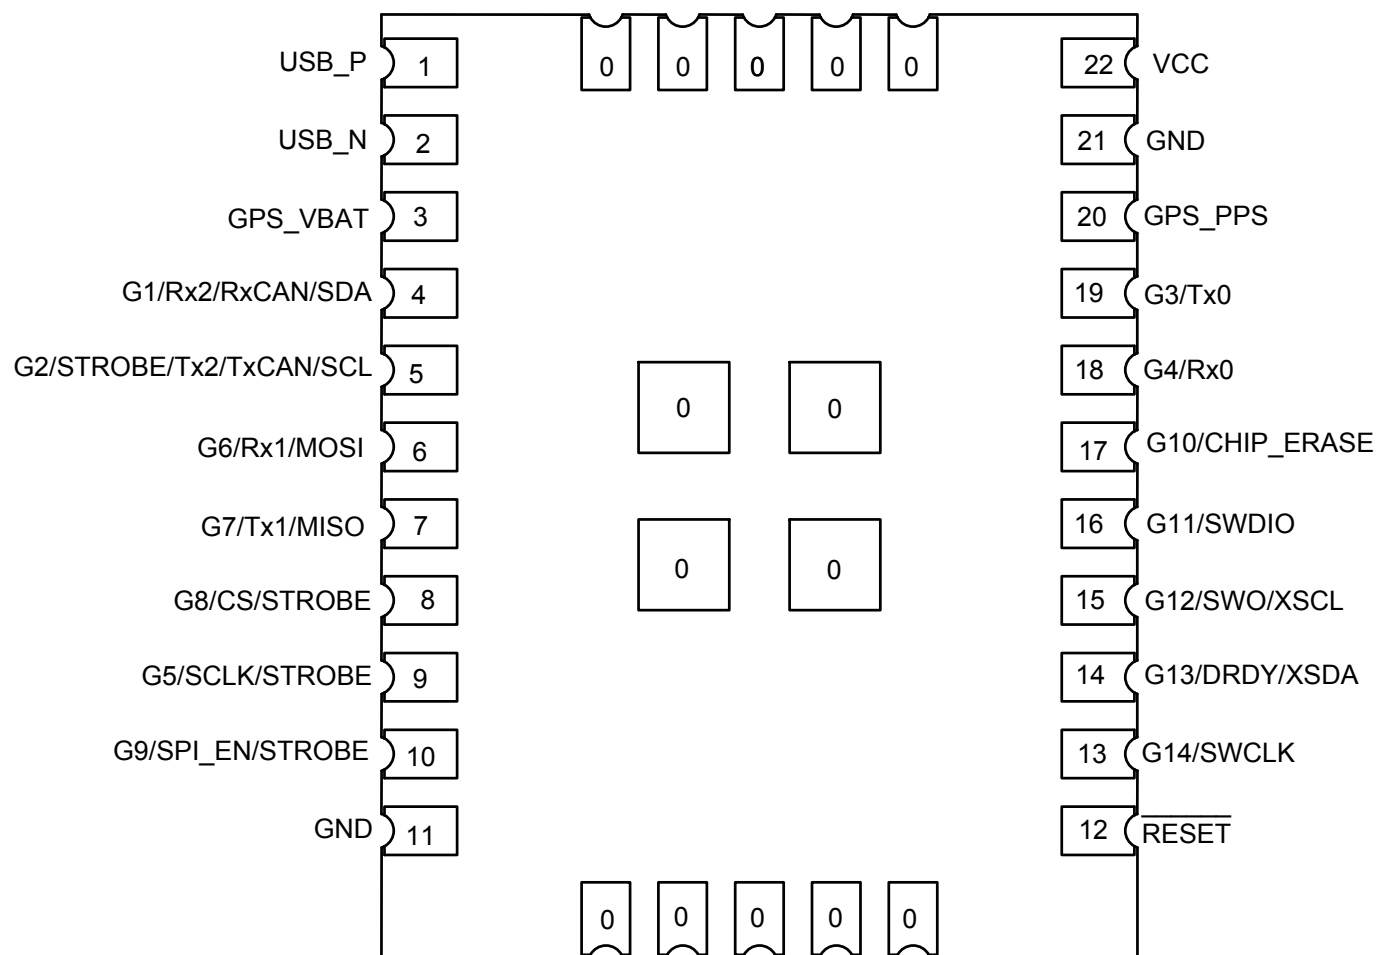 0 0 0 0 0
USB_P 1 22 VCC
USB_N 2 21 GND
GPS_VBAT 3 20 GPS_PPS
G1/Rx2/RxCAN/SDA 4 19 G3/Tx0
G2/STROBE/Tx2/TxCAN/SCL 5 18 G4/Rx0
0 0
G6/Rx1/MOSI 6 17 G10/CHIP_ERASE
G7/Tx1/MISO 7 16 G11/SWDIO
0 0
G8/CS/STROBE 8 15 G12/SWO/XSCL
G5/SCLK/STROBE 9 14 G13/DRDY/XSDA
G9/SPI_EN/STROBE 10 13 G14/SWCLK
GND 11 12 RESET
0 0 0 0 0